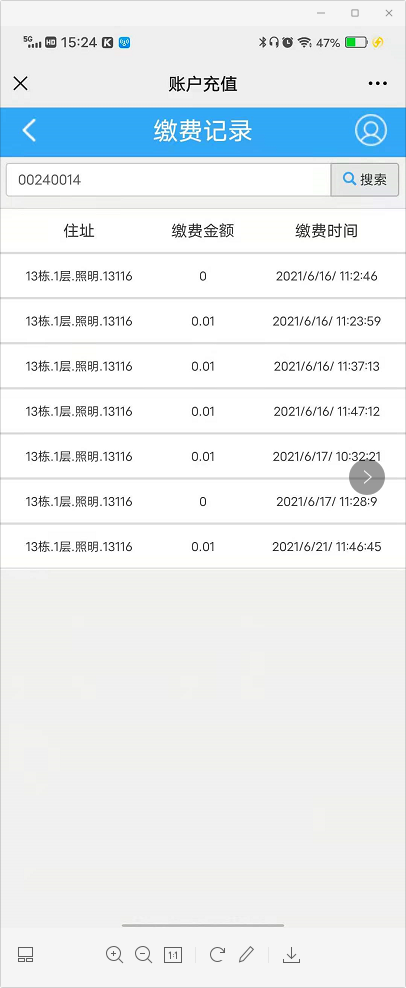 5G HD 15:24 47%
账户充值
缴费记录
00240014 搜索
住址 缴费金额 缴费时间
13栋.1层.照明.13116 0 2021/6/16/ 11:2:46
13栋.1层.照明.13116 0.01 2021/6/16/ 11:23:59
13栋.1层.照明.13116 0.01 2021/6/16/ 11:37:13
13栋.1层.照明.13116 0.01 2021/6/16/ 11:47:12
13栋.1层.照明.13116 0.01 2021/6/17/ 10:32:21
13栋.1层.照明.13116 0 2021/6/17/ 11:28:9
13栋.1层.照明.13116 0.01 2021/6/21/ 11:46:45
1:1